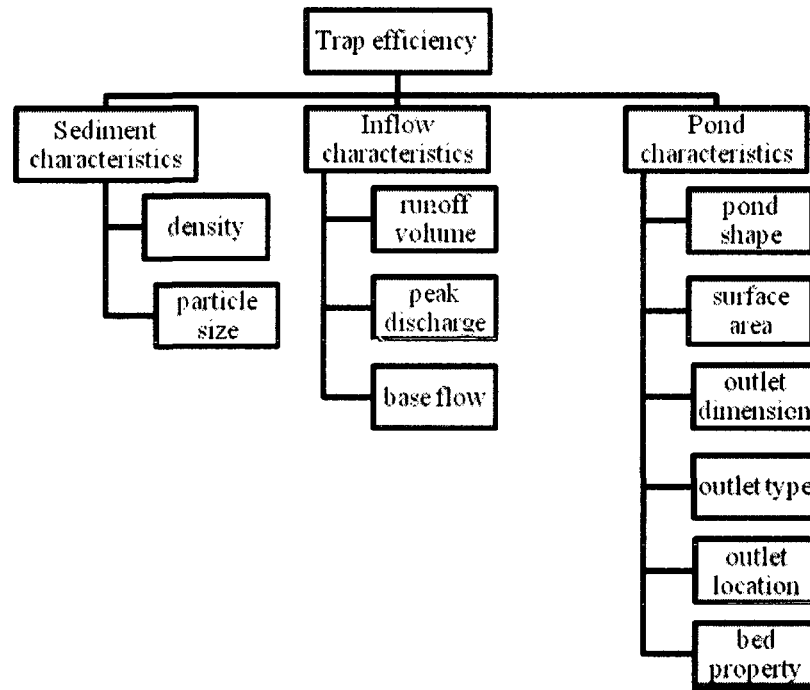 Trap efficiency
Sediment
characteristics
density
particle
size
Inflow
characteristics
runoff
volume
peak
discharge
base flow
Pond
characteristics
pond
shape
surface
area
outlet
dimension
outlet type
outlet
location
bed
property